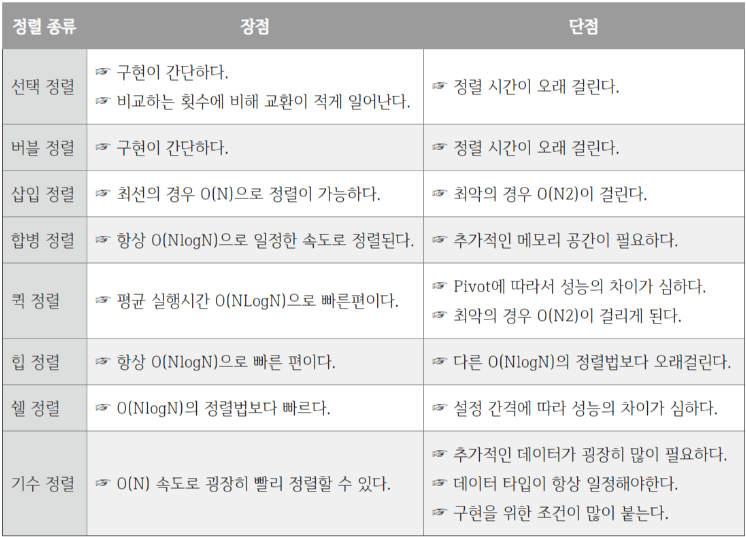 정렬 종류 장점 단점
선택 정렬
☞ 구현이 간단하다.
☞ 비교하는 횟수에 비해 교환이 적게 일어난다.
☞ 정렬 시간이 오래 걸린다.
버블 정렬 ☞ 구현이 간단하다. ☞ 정렬 시간이 오래 걸린다.
삽입 정렬 ☞ 최선의 경우 O(N)으로 정렬이 가능하다. ☞ 최악의 경우 O(N2)이 걸린다.
합병 정렬 ☞ 항상 O(NlogN)으로 일정한 속도로 정렬된다. ☞ 추가적인 메모리 공간이 필요하다.
퀵 정렬 ☞ 평균 실행시간 O(NLogN)으로 빠른편이다.
☞ Pivot에 따라서 성능의 차이가 심하다.
☞ 최악의 경우 O(N2)이 걸리게 된다.
힙 정렬 ☞ 항상 O(NlogN)으로 빠른 편이다. ☞ 다른 O(NlogN)의 정렬법보다 오래걸린다.
쉘 정렬 ☞ O(NlogN)의 정렬법보다 빠르다. ☞ 설정 간격에 따라 성능의 차이가 심하다.
기수 정렬 ☞ O(N) 속도로 굉장히 빨리 정렬할 수 있다.
☞ 추가적인 데이터가 굉장히 많이 필요하다.
☞ 데이터 타입이 항상 일정해야한다.
☞ 구현을 위한 조건이 많이 붙는다.